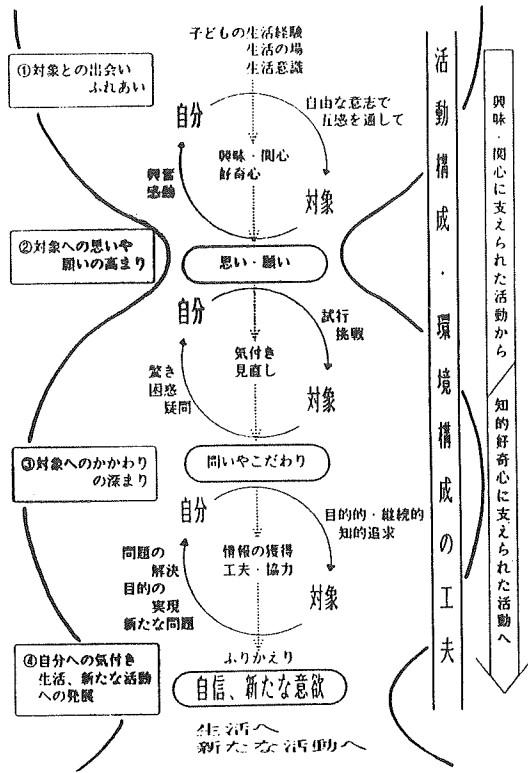 子どもの生活経験
生活の場
生活意識
①対象との出会い
ふれあい
自分
自由な意志で
五感を通して
興味・関心
好奇心
興奮
感動
対象
②対象への思いや
願いの高まり
思い・願い
自分
試行
挑戦
気付き
見直し
驚き
困惑
疑問
対象
③対象へのかかわり
の深まり
問いやこだわり
自分
目的的・継続的
知的追求
問題の
解決
目的の
実現
新たな問題
情報の獲得
工夫・協力
対象
④自分への気付き
生活、新たな活動
への発展
ふりかえり
自信、新たな意欲
生活へ
新たな活動へ
活動構成・環境構成の工夫
興味・関心に支えられた活動から
知的好奇心に支えられた活動へ